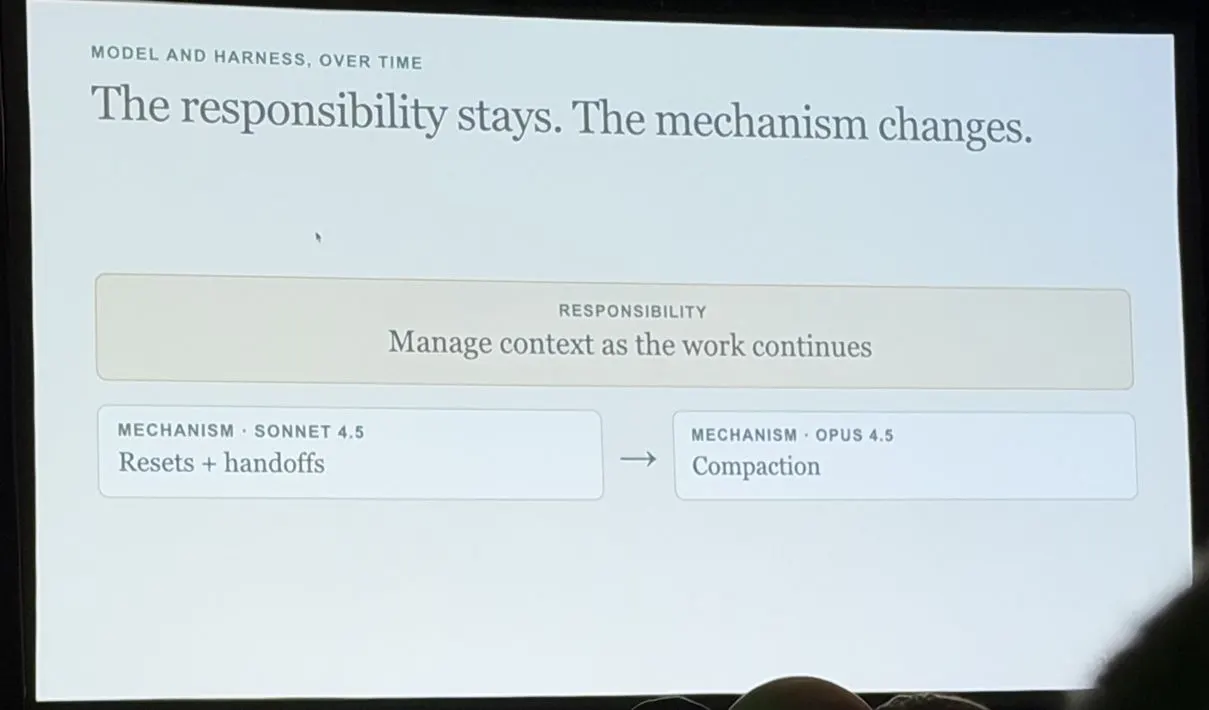 MODEL AND HARNESS, OVER TIME
The responsibility stays. The mechanism changes.
RESPONSIBILITY
Manage context as the work continues
MECHANISM · SONNET 4.5
Resets + handoffs
→
MECHANISM · OPUS 4.5
Compaction